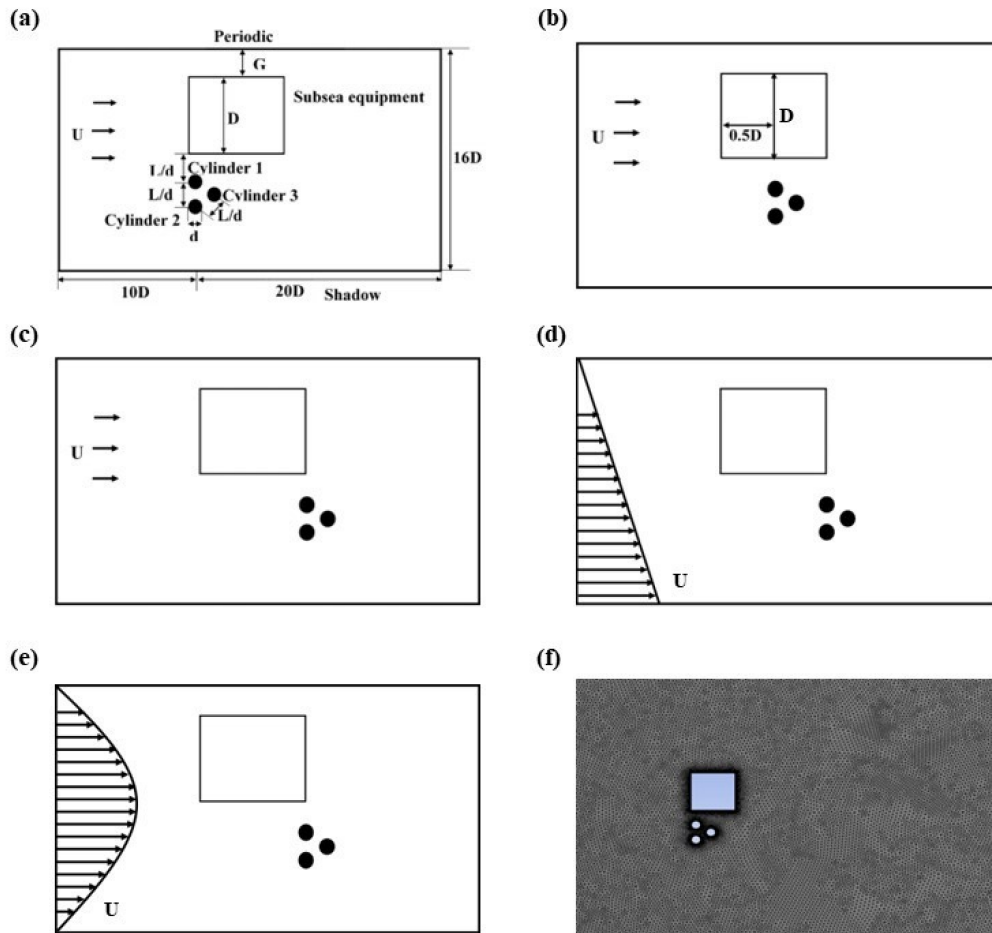 (a)
Periodic
G
Subsea equipment
D
U
16D
L/d
Cylinder 1
L/d
Cylinder 3
Cylinder 2
L/d
d
10D
20D
Shadow
(b)
D
0.5D
U
(c)
U
(d)
U
(e)
U
(f)